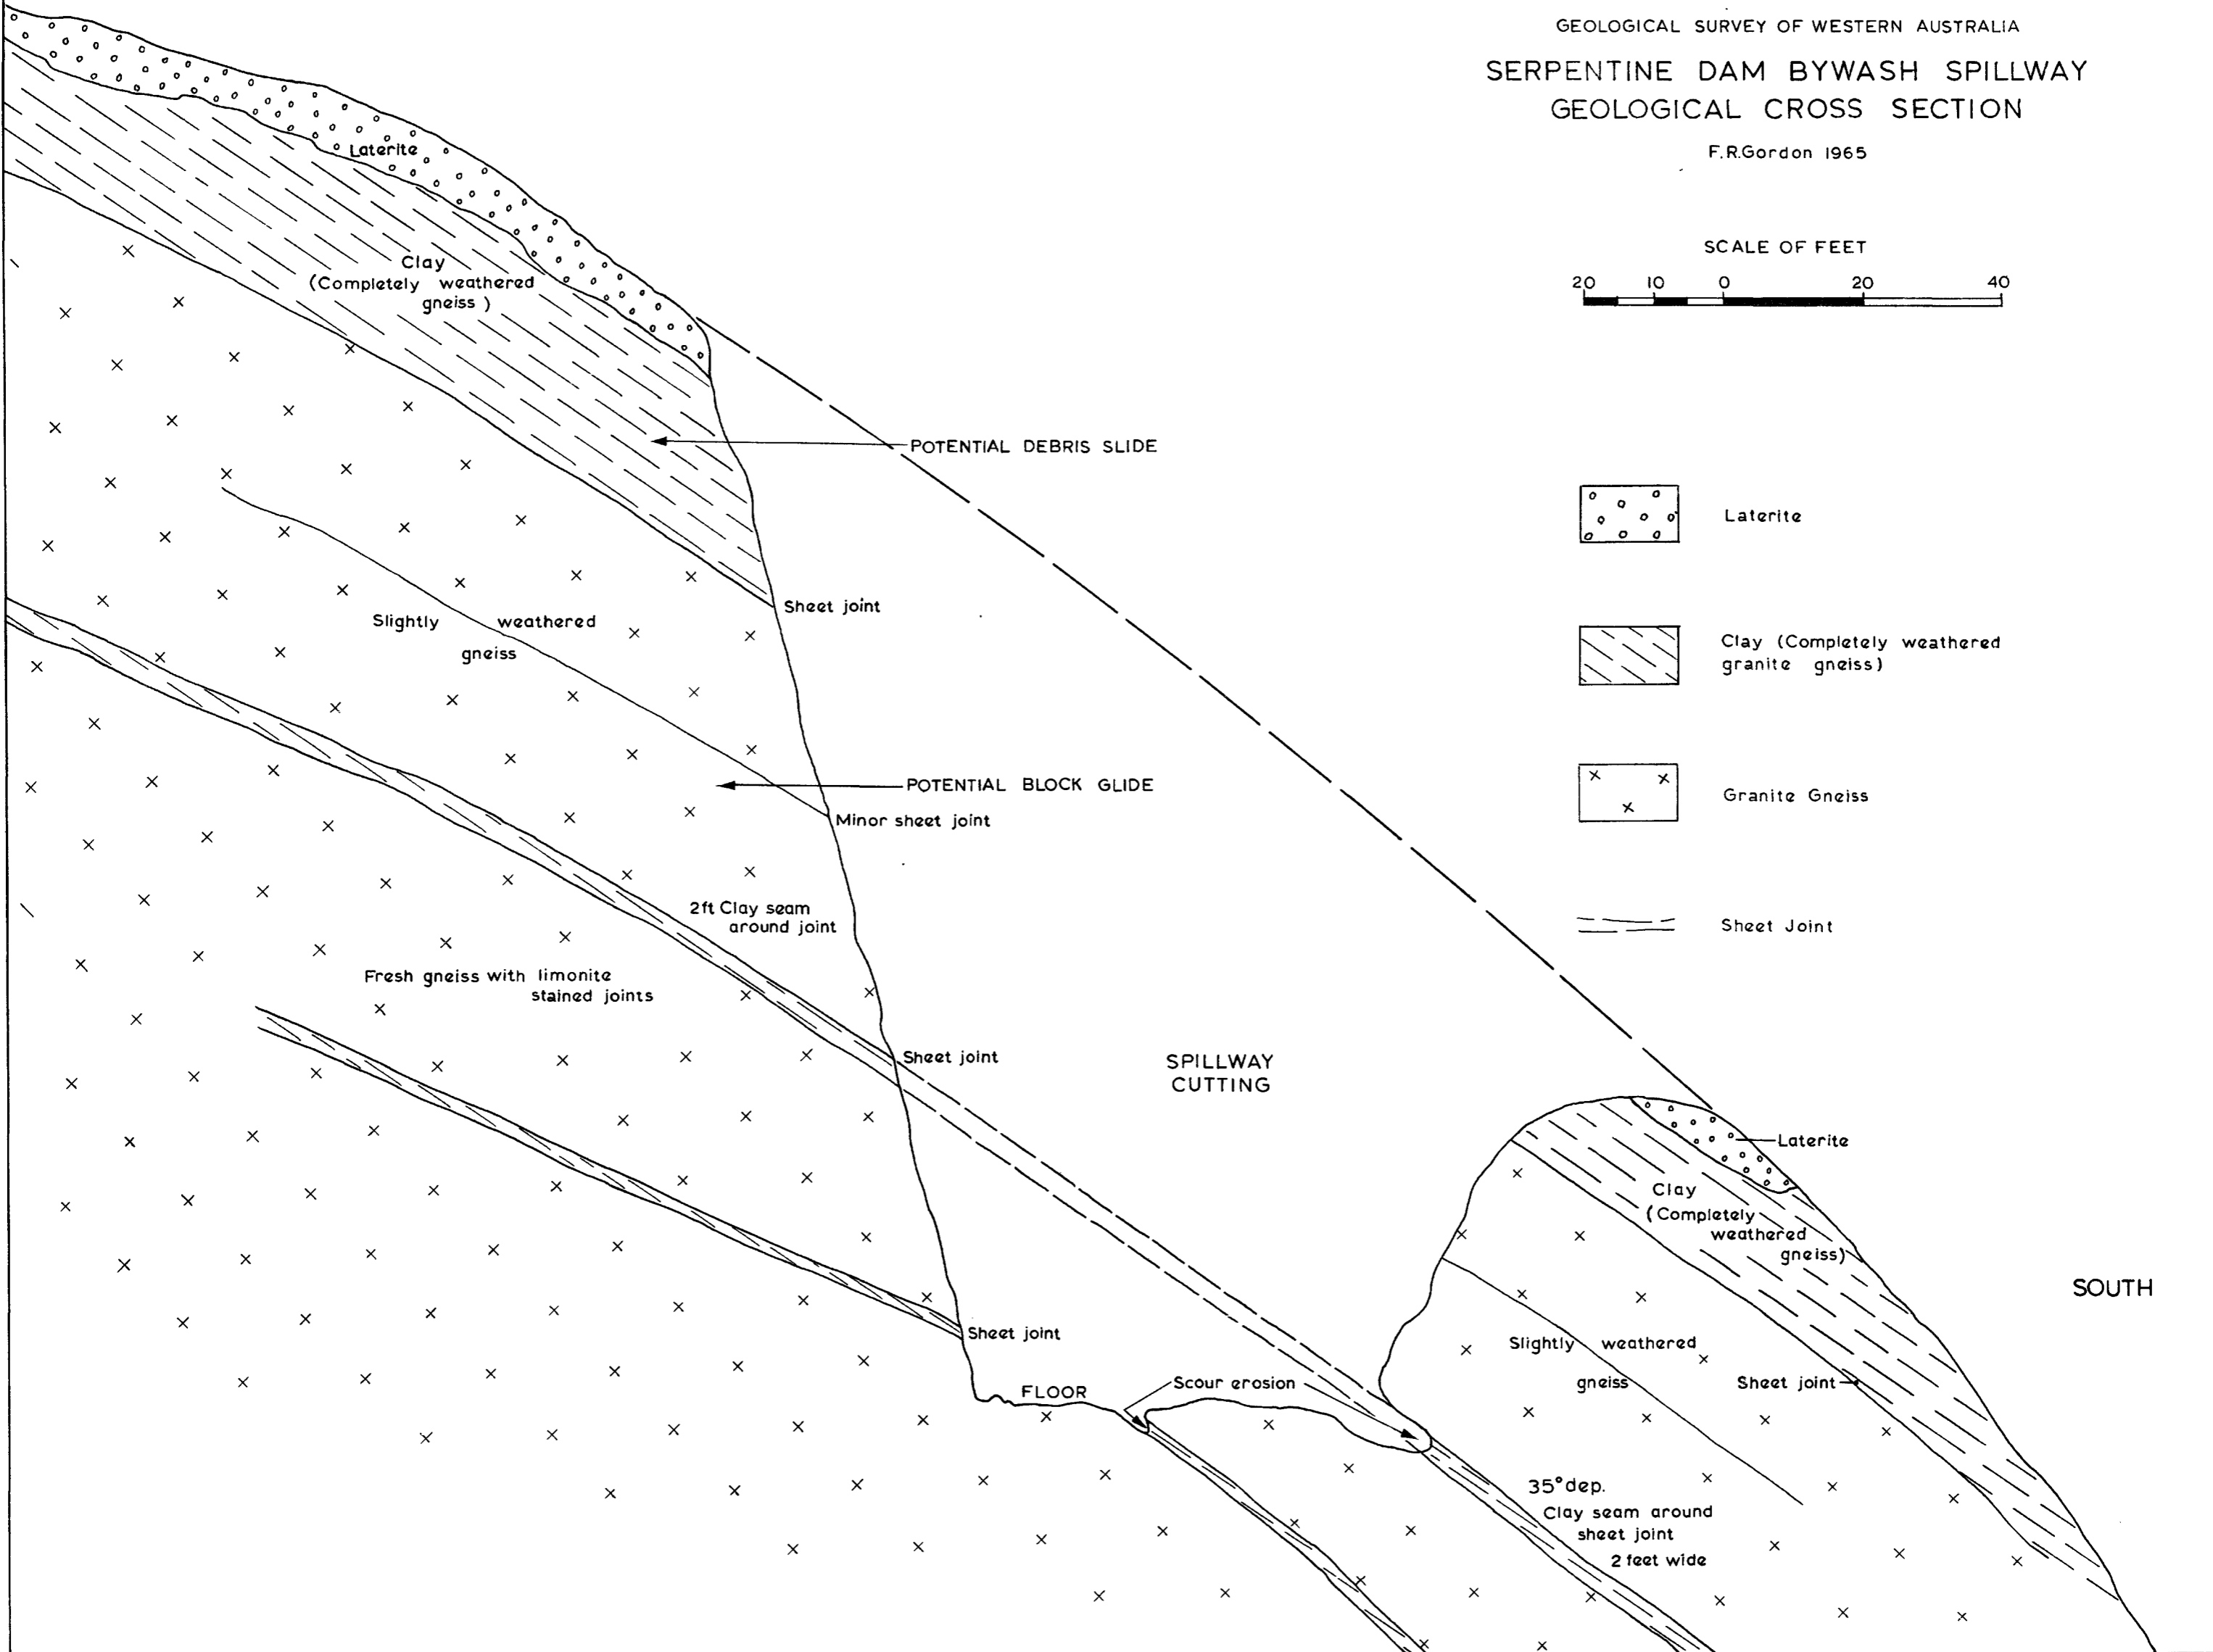 GEOLOGICAL SURVEY OF WESTERN AUSTRALIA
SERPENTINE DAM BYWASH SPILLWAY
GEOLOGICAL CROSS SECTION
F.R.Gordon 1965
SCALE OF FEET
20 10 0 20 40
Laterite
Clay
(Completely weathered
gneiss)
POTENTIAL DEBRIS SLIDE
Laterite
Sheet joint
Slightly weathered
gneiss
Clay (Completely weathered
granite gneiss)
POTENTIAL BLOCK GLIDE
Minor sheet joint
Granite Gneiss
2ft Clay seam
around joint
Sheet Joint
Fresh gneiss with limonite
stained joints
Sheet joint
SPILLWAY
CUTTING
Laterite
Clay
(Completely
weathered
gneiss)
SOUTH
Sheet joint
Slightly weathered
gneiss
Sheet joint
FLOOR
Scour erosion
35° dep.
Clay seam around
sheet joint
2 feet wide